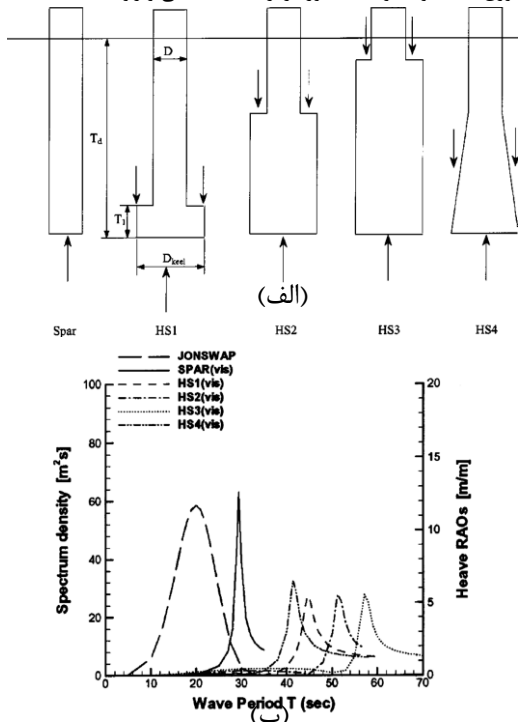 D
T_d
T_1
D_keel
(الف)
Spar HS1 HS2 HS3 HS4
JONSWAP
SPAR(vis)
HS1(vis)
HS2(vis)
HS3(vis)
HS4(vis)
100
80
60
40
20
0
Spectrum density [m²s]
20
15
10
5
0
Heave RAOs [m/m]
0 10 20 30 40 50 60 70
Wave Period T (sec)
(ب)